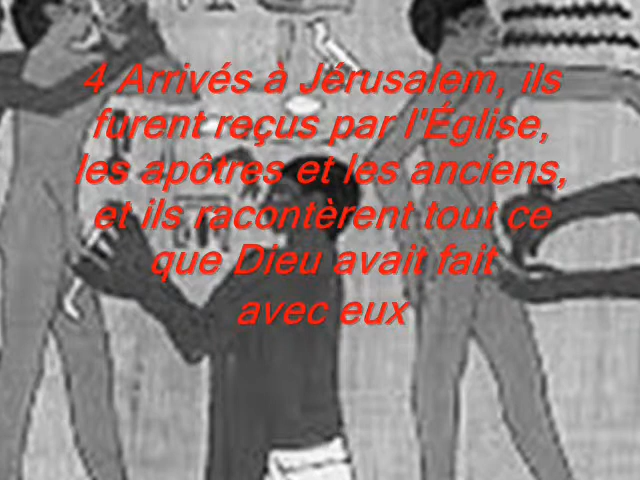 4 Arrivés à Jérusalem, ils
furent reçus par l'Église,
les apôtres et les anciens,
et ils racontèrent tout ce
que Dieu avait fait
avec eux